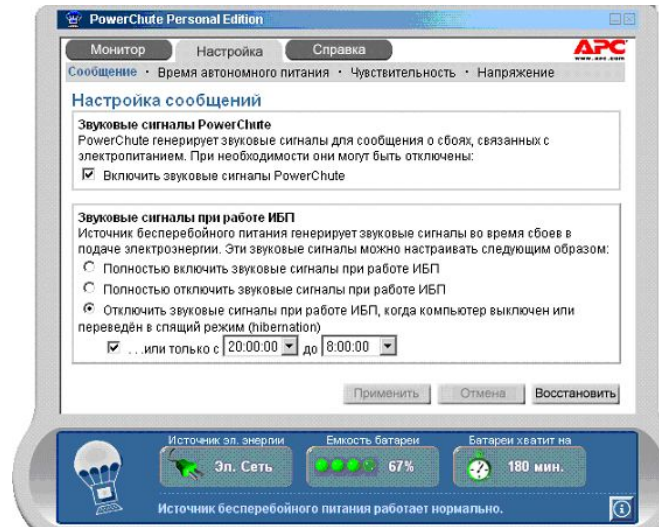 PowerChute Personal Edition
Монитор Настройка Справка
APC
www.apc.com
Сообщение · Время автономного питания · Чувствительность · Напряжение
Настройка сообщений
Звуковые сигналы PowerChute
PowerChute генерирует звуковые сигналы для сообщения о сбоях, связанных с
электропитанием. При необходимости они могут быть отключены:
Включить звуковые сигналы PowerChute
Звуковые сигналы при работе ИБП
Источник бесперебойного питания генерирует звуковые сигналы во время сбоев в
подаче электроэнергии. Эти звуковые сигналы можно настраивать следующим образом:
Полностью включить звуковые сигналы при работе ИБП
Полностью отключить звуковые сигналы при работе ИБП
Отключить звуковые сигналы при работе ИБП, когда компьютер выключен или
переведён в спящий режим (hibernation)
...или только с 20:00:00 до 8:00:00
Применить Отмена Восстановить
Источник эл. энергии Емкость батареи Батареи хватит на
Эл. Сеть 67% 180 мин.
Источник бесперебойного питания работает нормально.